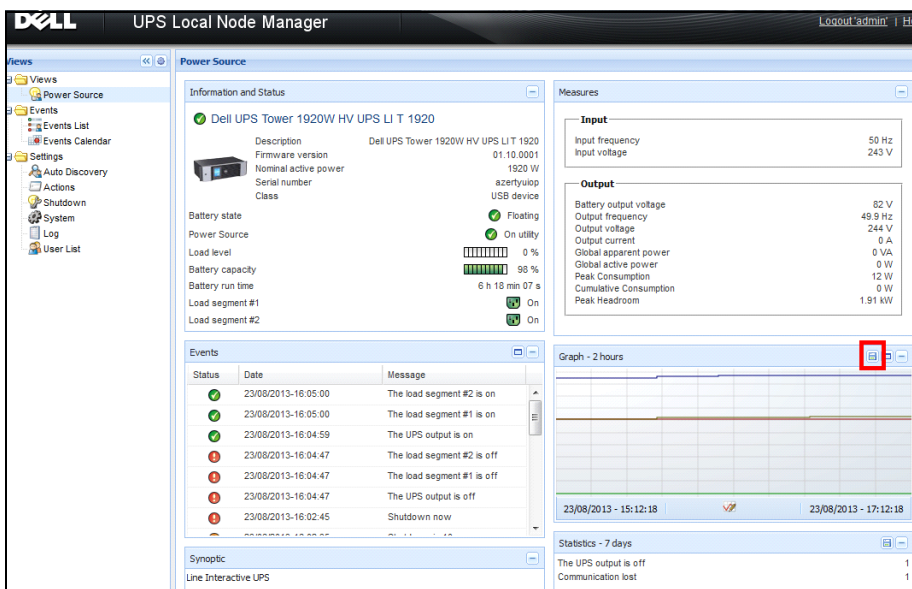 DELL UPS Local Node Manager Logout 'admin' | H
Views
Views
Power Source
Events
Events List
Events Calendar
Settings
Auto Discovery
Actions
Shutdown
System
Log
User List
Power Source
Information and Status
Dell UPS Tower 1920W HV UPS LI T 1920
Description Dell UPS Tower 1920W HV UPS LI T 1920
Firmware version 01.10.0001
Nominal active power 1920 W
Serial number azertyuiop
Class USB device
Battery state Floating
Power Source On utility
Load level 0 %
Battery capacity 98 %
Battery run time 6 h 18 min 07 s
Load segment #1 On
Load segment #2 On
Events
Status Date Message
23/08/2013-16:05:00 The load segment #2 is on
23/08/2013-16:05:00 The load segment #1 is on
23/08/2013-16:04:59 The UPS output is on
23/08/2013-16:04:47 The load segment #2 is off
23/08/2013-16:04:47 The load segment #1 is off
23/08/2013-16:04:47 The UPS output is off
23/08/2013-16:02:45 Shutdown now
Synoptic
Line Interactive UPS
Measures
Input
Input frequency 50 Hz
Input voltage 243 V
Output
Battery output voltage 82 V
Output frequency 49.9 Hz
Output voltage 244 V
Output current 0 A
Global apparent power 0 VA
Global active power 0 W
Peak Consumption 12 W
Cumulative Consumption 0 W
Peak Headroom 1.91 kW
Graph - 2 hours
23/08/2013 - 15:12:18 23/08/2013 - 17:12:18
Statistics - 7 days
The UPS output is off 1
Communication lost 1